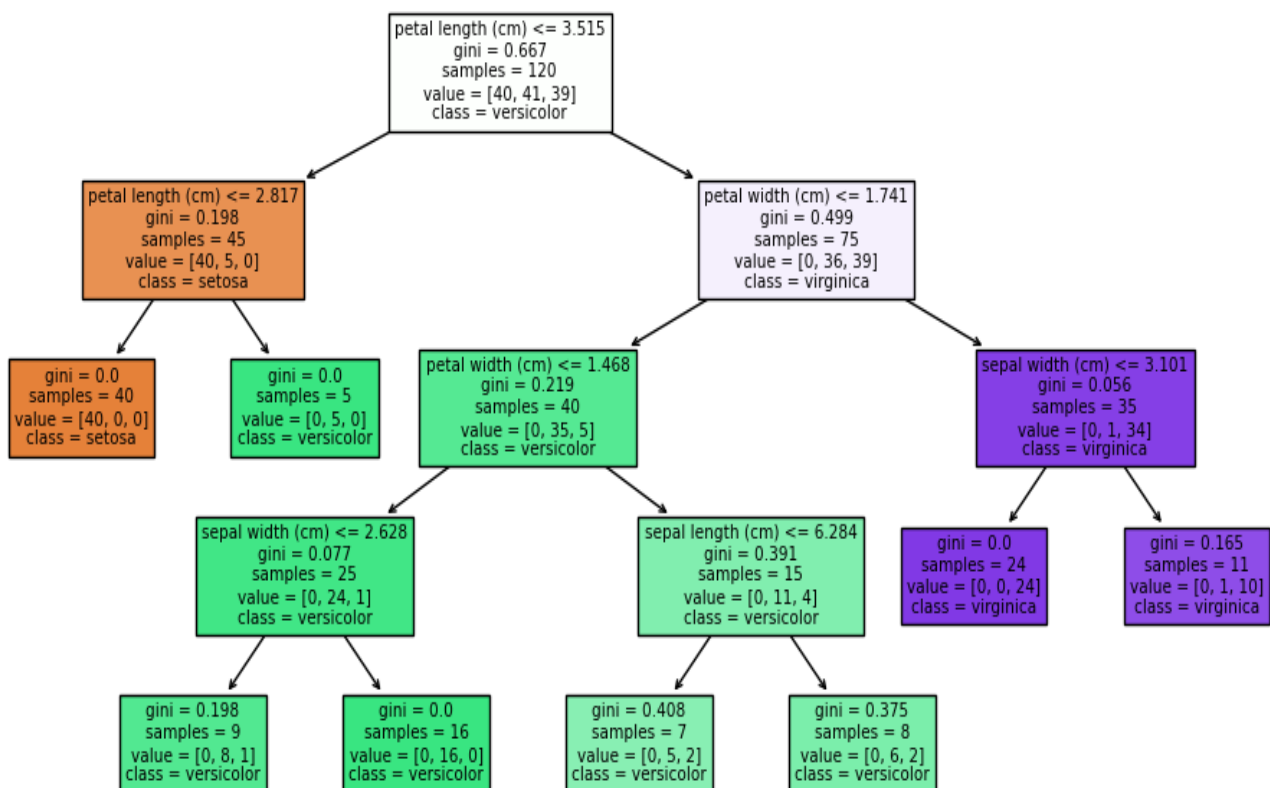 petal length (cm) <= 3.515
gini = 0.667
samples = 120
value = [40, 41, 39]
class = versicolor
petal length (cm) <= 2.817
gini = 0.198
samples = 45
value = [40, 5, 0]
class = setosa
petal width (cm) <= 1.741
gini = 0.499
samples = 75
value = [0, 36, 39]
class = virginica
gini = 0.0
samples = 40
value = [40, 0, 0]
class = setosa
gini = 0.0
samples = 5
value = [0, 5, 0]
class = versicolor
petal width (cm) <= 1.468
gini = 0.219
samples = 40
value = [0, 35, 5]
class = versicolor
sepal width (cm) <= 3.101
gini = 0.056
samples = 35
value = [0, 1, 34]
class = virginica
sepal width (cm) <= 2.628
gini = 0.077
samples = 25
value = [0, 24, 1]
class = versicolor
sepal length (cm) <= 6.284
gini = 0.391
samples = 15
value = [0, 11, 4]
class = versicolor
gini = 0.0
samples = 24
value = [0, 0, 24]
class = virginica
gini = 0.165
samples = 11
value = [0, 1, 10]
class = virginica
gini = 0.198
samples = 9
value = [0, 8, 1]
class = versicolor
gini = 0.0
samples = 16
value = [0, 16, 0]
class = versicolor
gini = 0.408
samples = 7
value = [0, 5, 2]
class = versicolor
gini = 0.375
samples = 8
value = [0, 6, 2]
class = versicolor